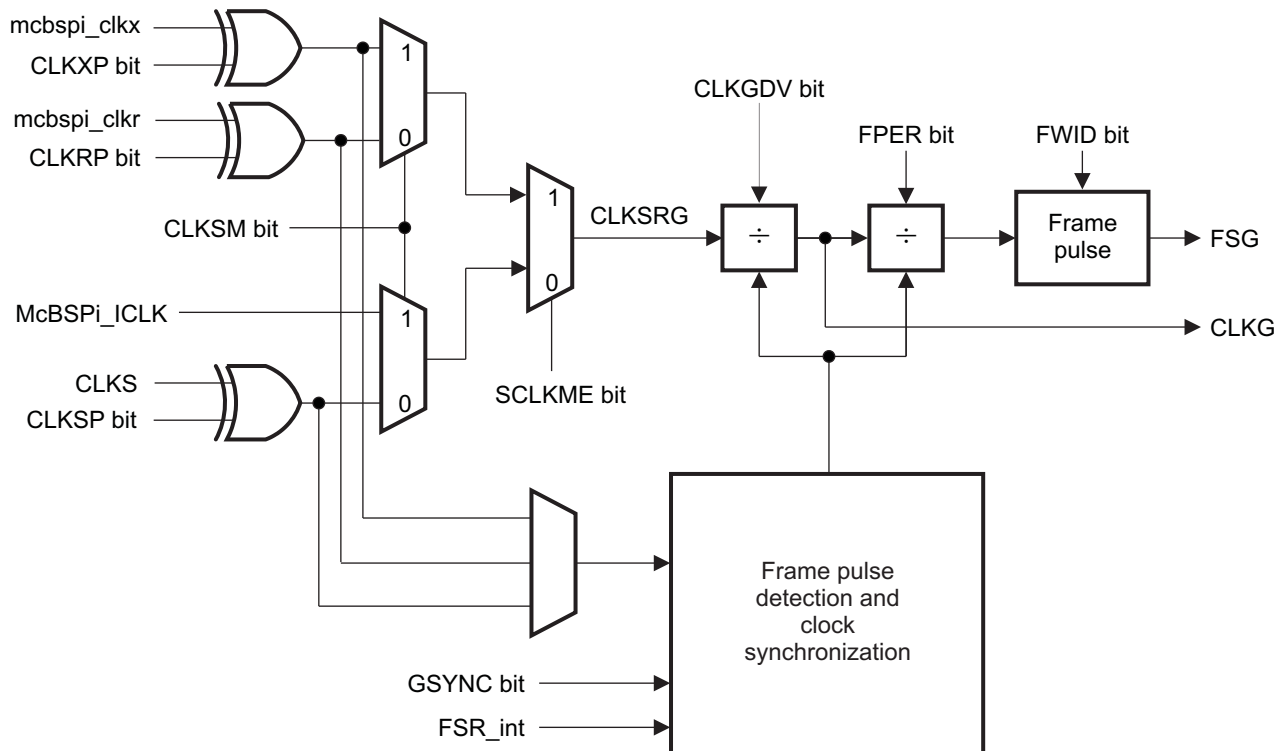 mcbspi_clkx
CLKXP bit
mcbspi_clkr
CLKRP bit
1
0
CLKSM bit
McBSPi_ICLK
CLKS
CLKSP bit
1
0
1
0
SCLKME bit
CLKSRG
CLKGDV bit
÷
FPER bit
÷
FWID bit
Frame
pulse
FSG
CLKG
Frame pulse
detection and
clock
synchronization
GSYNC bit
FSR_int